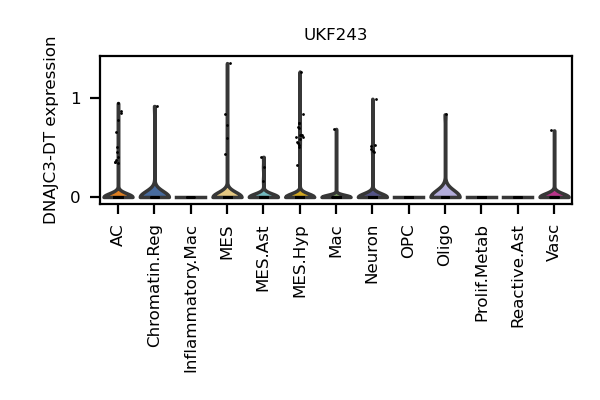 UKF243
DNAJC3-DT expression
1
0
AC
Chromatin.Reg
Inflammatory.Mac
MES
MES.Ast
MES.Hyp
Mac
Neuron
OPC
Oligo
Prolif.Metab
Reactive.Ast
Vasc